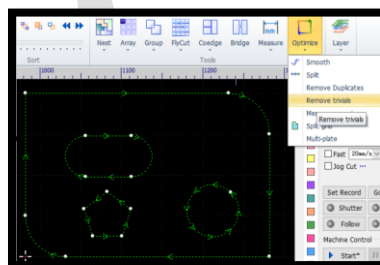 Nest Array Group FlyCut Coedge Bridge Measure Optimize Layer
Sort Tools
1000 1100 1200
Smooth
Split
Remove Duplicates
Remove trivials
Remove trivials
Multi-plate
Fast 20mm/s
Jog Cut
Set Record
Shutter
Follow
Machine Control
Start*